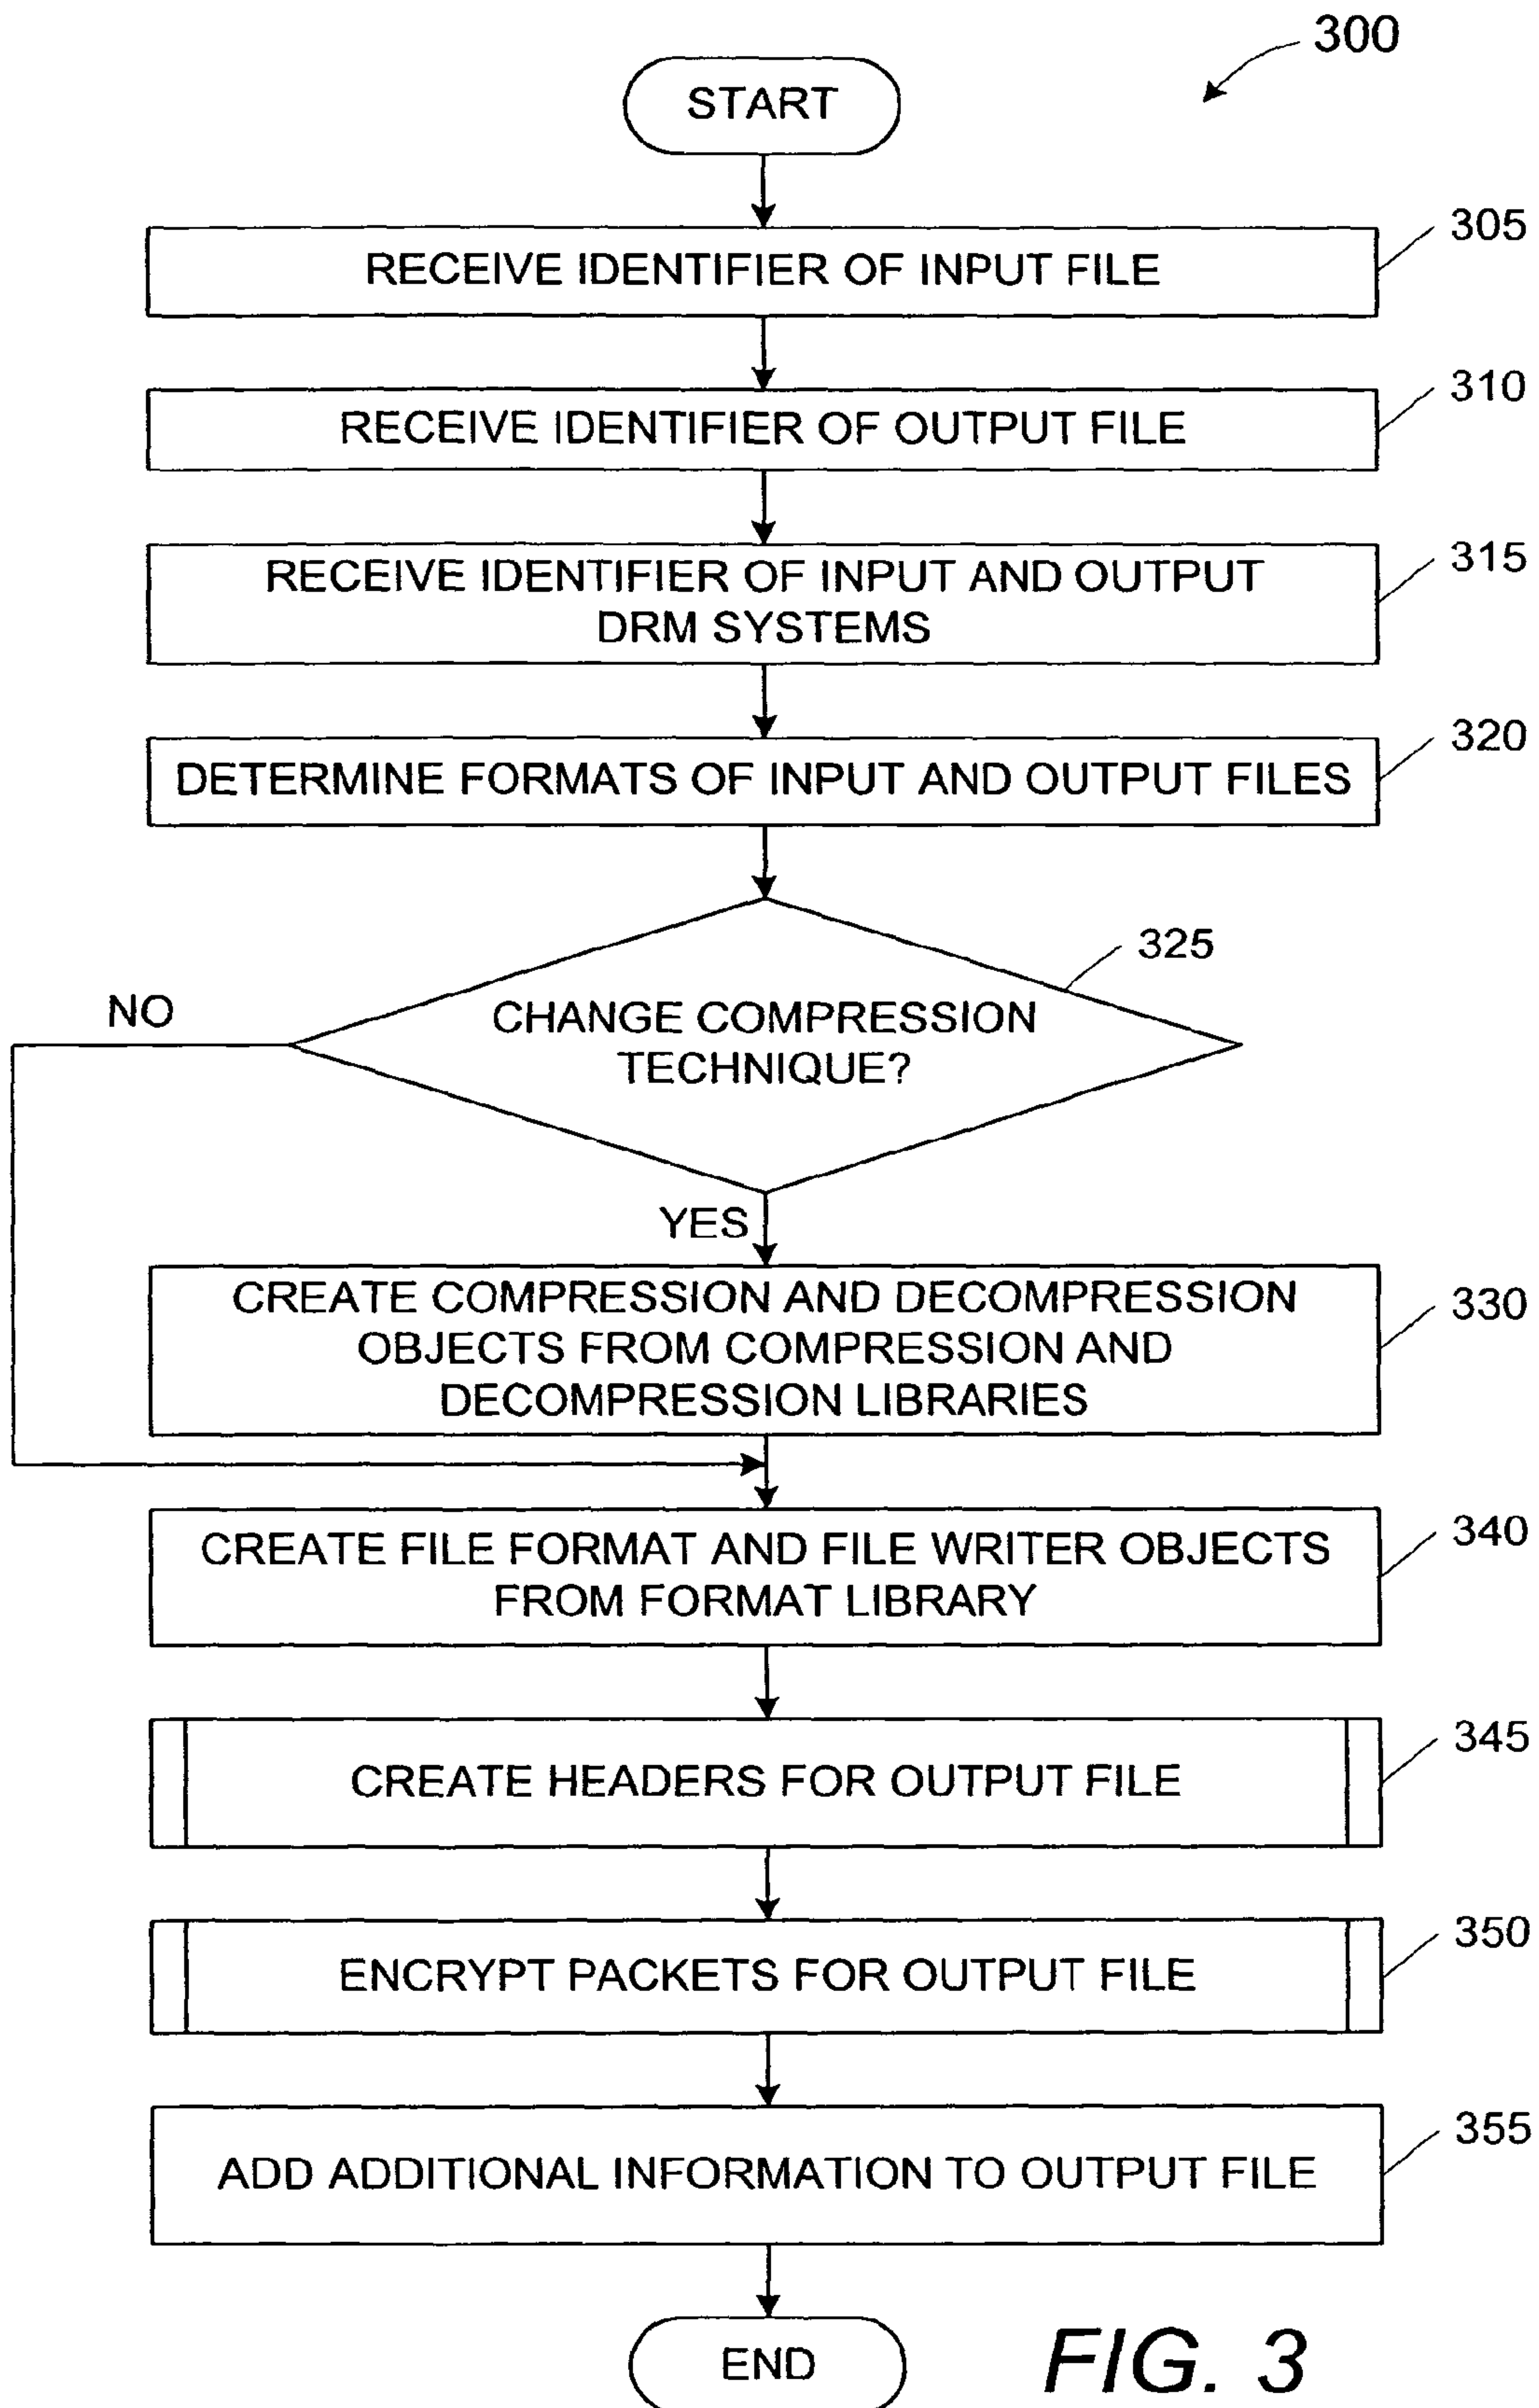 300
START
305
RECEIVE IDENTIFIER OF INPUT FILE
310
RECEIVE IDENTIFIER OF OUTPUT FILE
315
RECEIVE IDENTIFIER OF INPUT AND OUTPUT
DRM SYSTEMS
320
DETERMINE FORMATS OF INPUT AND OUTPUT FILES
325
NO
CHANGE COMPRESSION
TECHNIQUE?
YES
330
CREATE COMPRESSION AND DECOMPRESSION
OBJECTS FROM COMPRESSION AND
DECOMPRESSION LIBRARIES
340
CREATE FILE FORMAT AND FILE WRITER OBJECTS
FROM FORMAT LIBRARY
345
CREATE HEADERS FOR OUTPUT FILE
350
ENCRYPT PACKETS FOR OUTPUT FILE
355
ADD ADDITIONAL INFORMATION TO OUTPUT FILE
END
FIG. 3